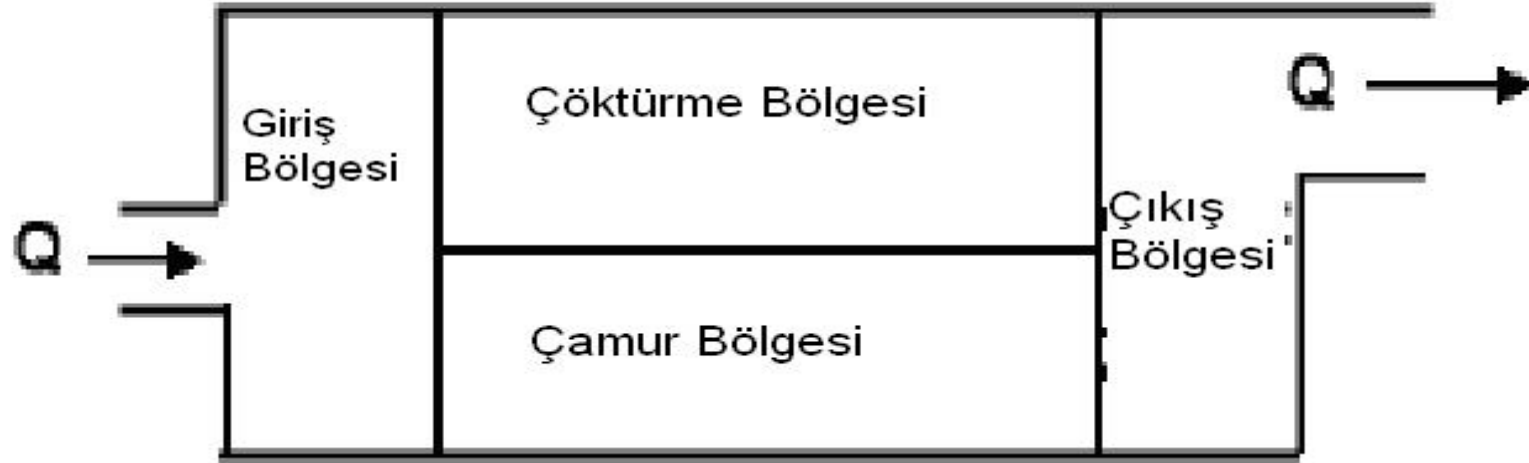 Q
Giriş
Bölgesi
Çöktürme Bölgesi
Çamur Bölgesi
Çıkış
Bölgesi
Q